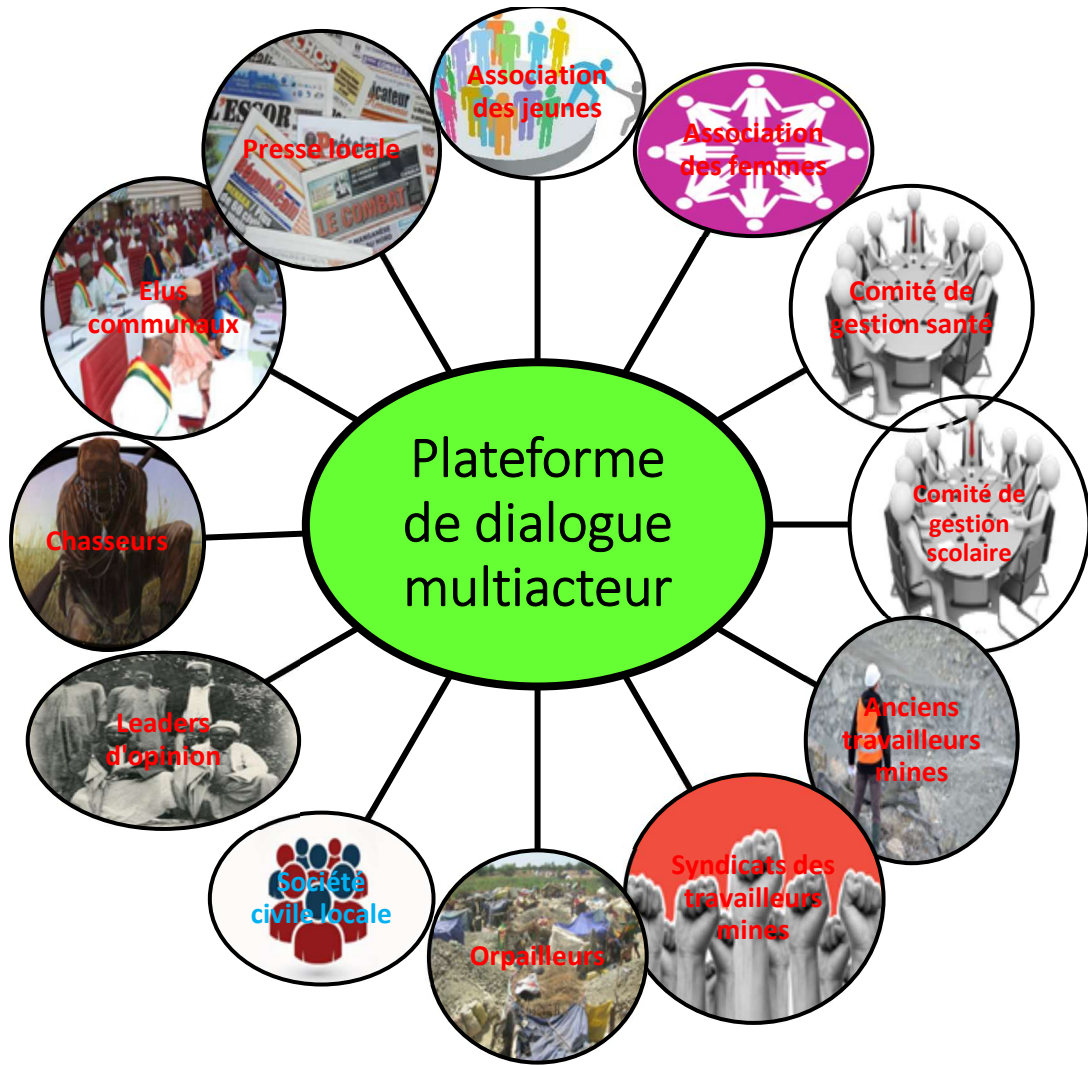 Association
des jeunes
Association
des femmes
Comité de
gestion santé
Comité de
gestion
scolaire
Anciens
travailleurs
mines
Syndicats des
travailleurs
mines
Orpailleurs
Société
civile locale
Leaders
d'opinion
Chasseurs
Elus
communaux
Presse locale
L'ESSOR
LE COMBAT
Plateforme
de dialogue
multiacteur